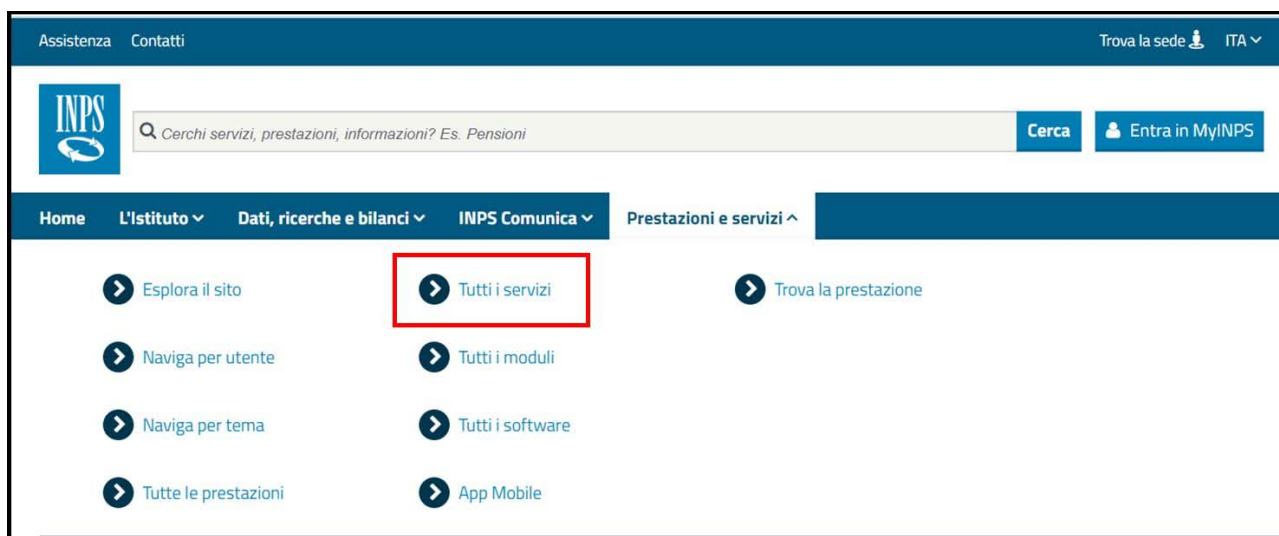 Assistenza Contatti Trova la sede ITA
INPS
Cerchi servizi, prestazioni, informazioni? Es. Pensioni Cerca Entra in MyINPS
Home L'Istituto Dati, ricerche e bilanci INPS Comunica Prestazioni e servizi
Esplora il sito Tutti i servizi Trova la prestazione
Naviga per utente Tutti i moduli
Naviga per tema Tutti i software
Tutte le prestazioni App Mobile